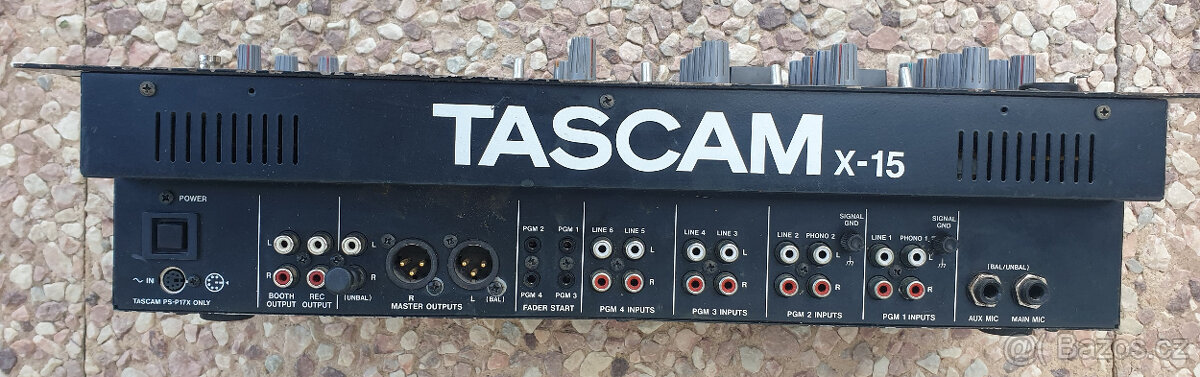 TASCAM X-15
POWER
~ IN
TASCAM PS-P17X ONLY
L
R
BOOTH OUTPUT
REC OUTPUT
L
R
(UNBAL)
R
L
(BAL)
MASTER OUTPUTS
PGM 2 PGM 1
PGM 4 PGM 3
FADER START
LINE 6 LINE 5
L
R
PGM 4 INPUTS
LINE 4 LINE 3
L
R
PGM 3 INPUTS
SIGNAL GND
LINE 2 PHONO 2
L
R
PGM 2 INPUTS
SIGNAL GND
LINE 1 PHONO 1
L
R
PGM 1 INPUTS
(BAL/UNBAL)
AUX MIC MAIN MIC
@ Bazos.cz